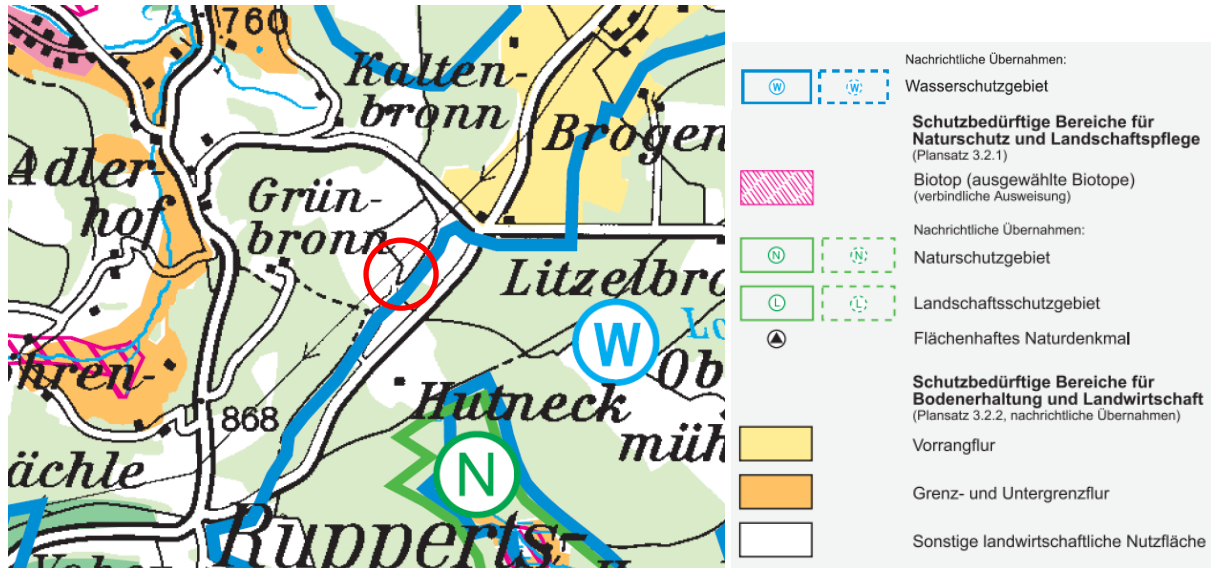 760
Kalten-
bronn
Brogen
Adler-
hof
Grün-
bronn
Litzelbro
W
Lo
Ob
öhren-
868
Hutneck
müh
N
ächle
Rupperts-
Nachrichtliche Übernahmen:
W W Wasserschutzgebiet
Schutzbedürftige Bereiche für
Naturschutz und Landschaftspflege
(Plansatz 3.2.1)
Biotop (ausgewählte Biotope)
(verbindliche Ausweisung)
Nachrichtliche Übernahmen:
N N Naturschutzgebiet
L L Landschaftsschutzgebiet
Flächenhaftes Naturdenkmal
Schutzbedürftige Bereiche für
Bodenerhaltung und Landwirtschaft
(Plansatz 3.2.2, nachrichtliche Übernahmen)
Vorrangflur
Grenz- und Untergrenzflur
Sonstige landwirtschaftliche Nutzfläche